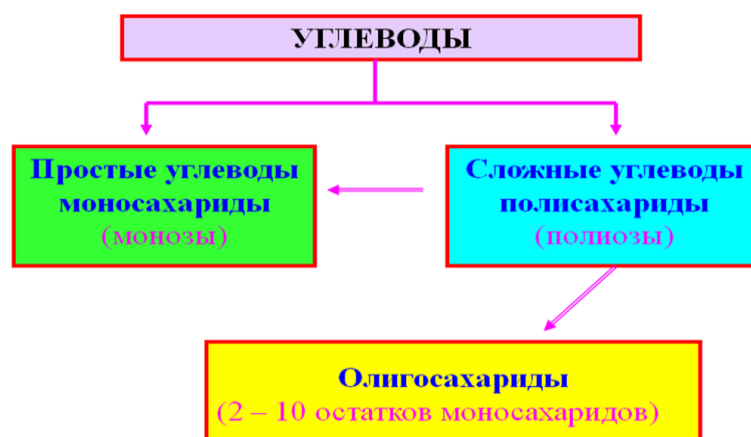 УГЛЕВОДЫ
Простые углеводы
моносахариды
(монозы)
Сложные углеводы
полисахариды
(полиозы)
Олигосахариды
(2 – 10 остатков моносахаридов)